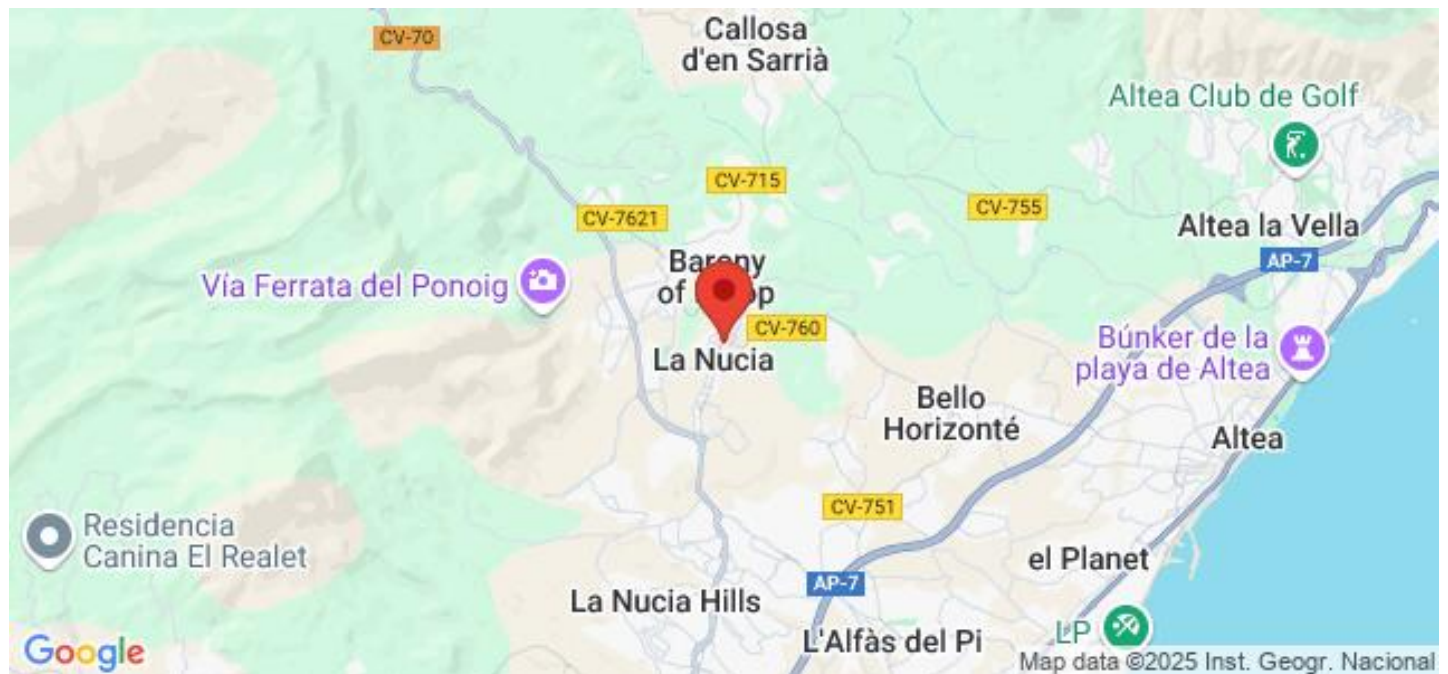 CV-70
Callosa
d'en Sarrià
Altea Club de Golf
CV-715
CV-755
CV-7621
Altea la Vella
AP-7
Vía Ferrata del Ponoig
Barony
of
CV-760
La Nucia
Búnker de la
playa de Altea
Bello
Horizonté
Altea
CV-751
Residencia
Canina El Realet
el Planet
AP-7
La Nucia Hills
L'Alfàs del Pi
LP
Google
Map data ©2025 Inst. Geogr. Nacional